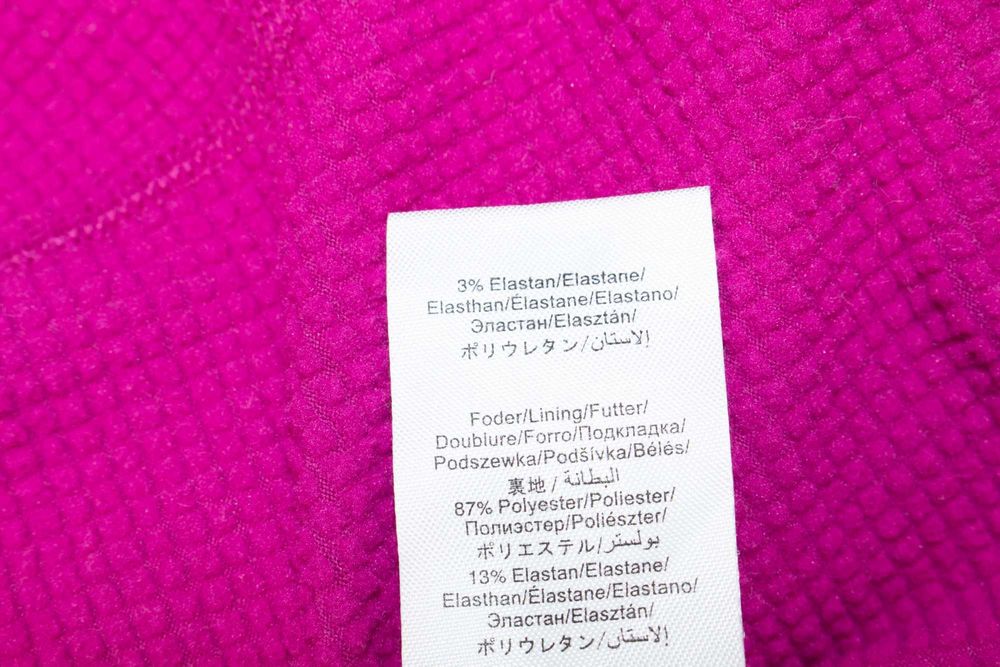 3% Elastan/Elastane/
Elasthan/Élastane/Elastano/
Эластан/Elasztán/
ポリウレタン/الإستان
Foder/Lining/Futter/
Doublure/Forro/Подкладка/
Podszewka/Podšívka/Bélés/
裏地 / البطانة
87% Polyester/Poliester/
Полиэстер/Poliészter/
ポリエステル/بولستر
13% Elastan/Elastane/
Elasthan/Élastane/Elastano/
Эластан/Elasztán/
ポリウレタン/الإستان